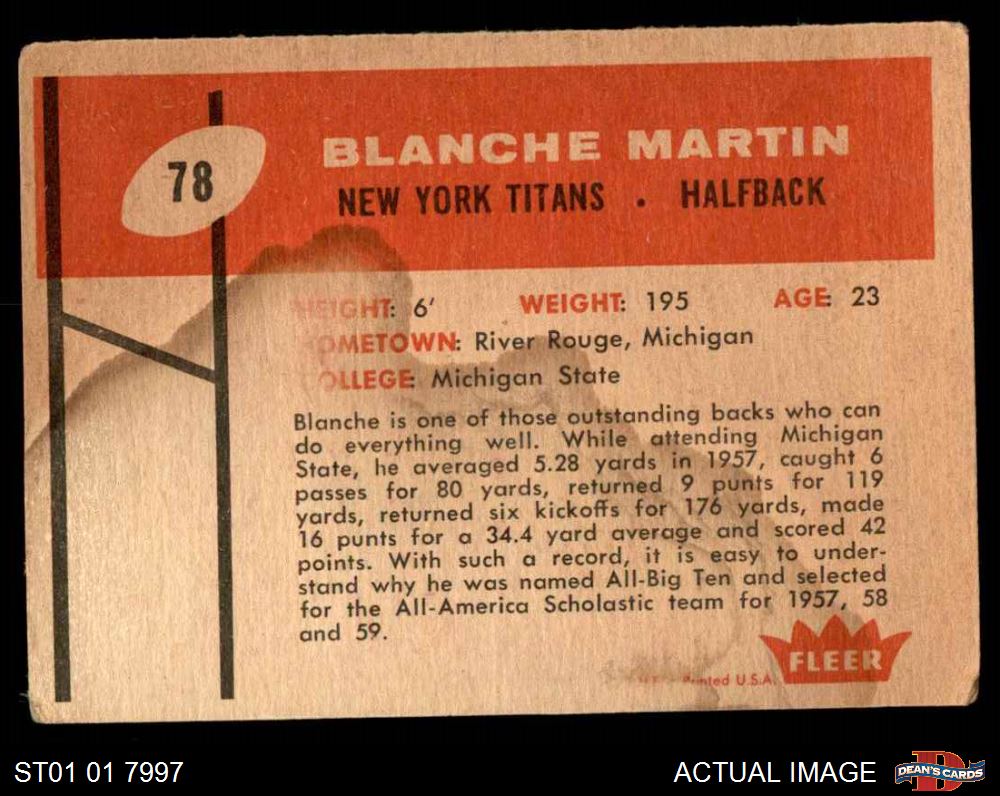 78
BLANCHE MARTIN
NEW YORK TITANS . HALFBACK
HEIGHT: 6' WEIGHT: 195 AGE: 23
HOMETOWN: River Rouge, Michigan
COLLEGE: Michigan State
Blanche is one of those outstanding backs who can
do everything well. While attending Michigan
State, he averaged 5.28 yards in 1957, caught 6
passes for 80 yards, returned 9 punts for 119
yards, returned six kickoffs for 176 yards, made
16 punts for a 34.4 yard average and scored 42
points. With such a record, it is easy to under-
stand why he was named All-Big Ten and selected
for the All-America Scholastic team for 1957, 58
and 59.
FLEER
Printed U.S.A.
ST01 01 7997
ACTUAL IMAGE
D
DEAN'S CARDS